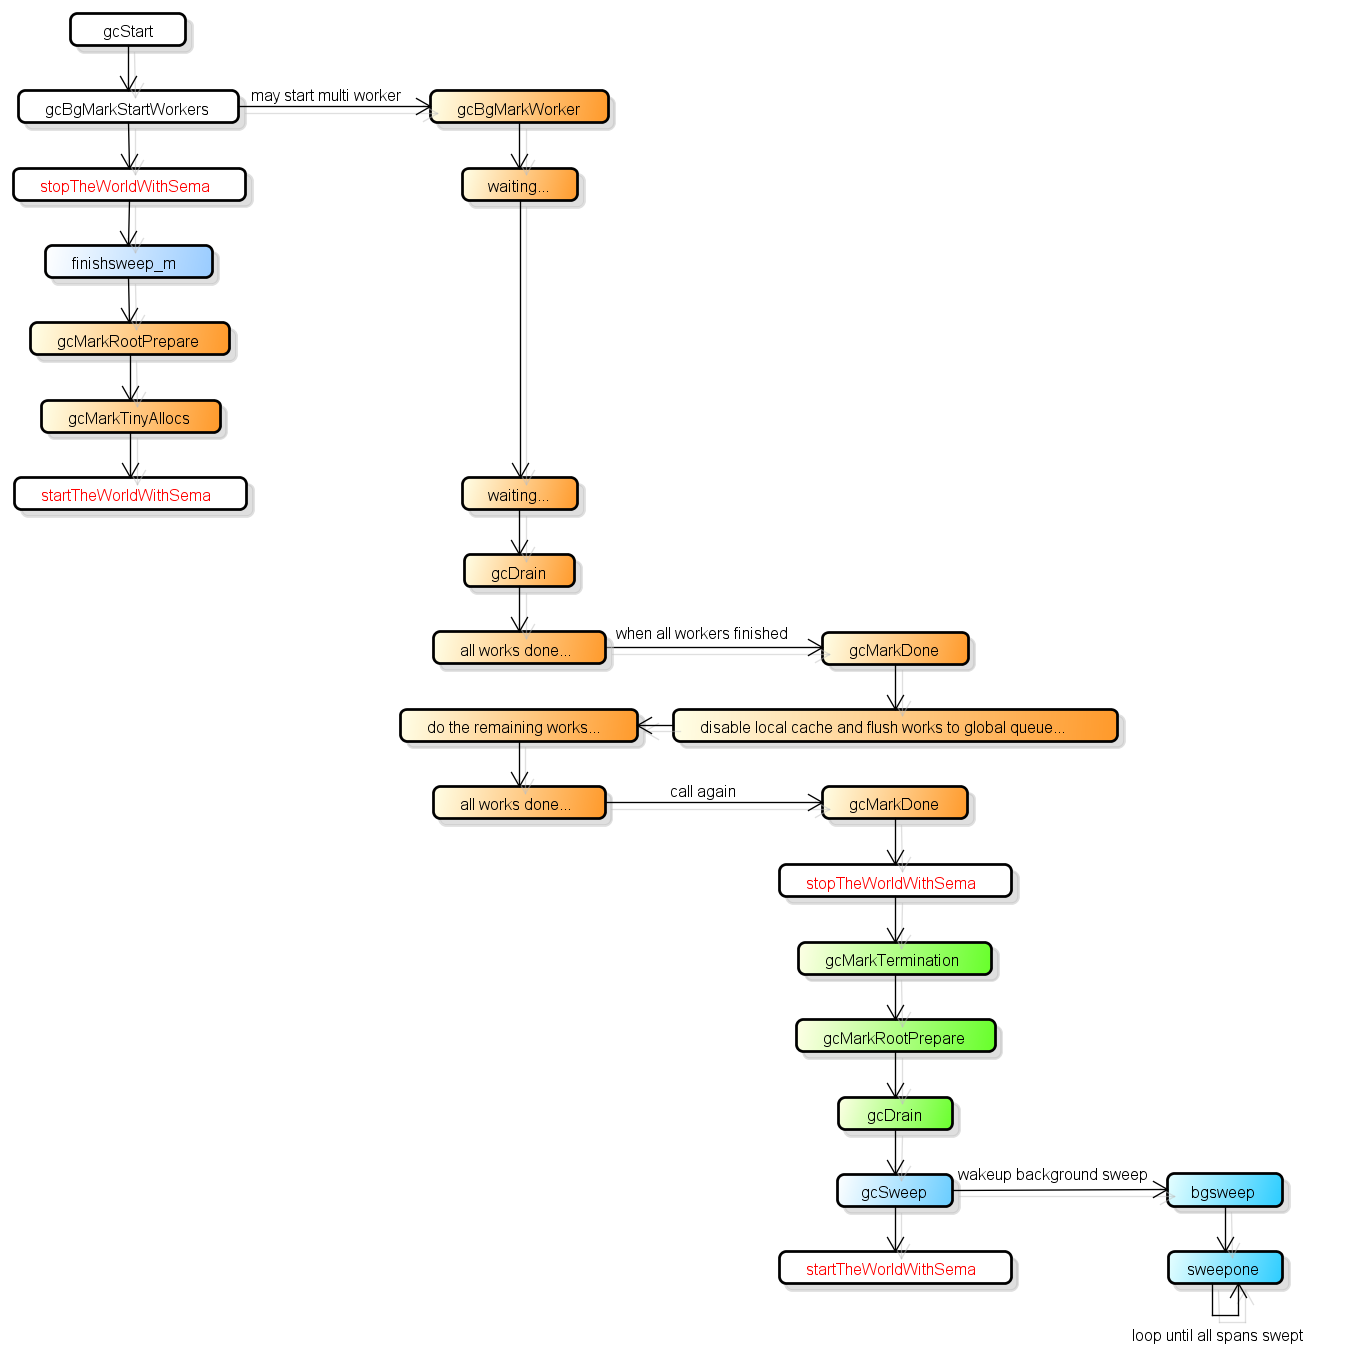 gcStart
gcBgMarkStartWorkers
may start multi worker
gcBgMarkWorker
stopTheWorldWithSema
waiting...
finishsweep_m
gcMarkRootPrepare
gcMarkTinyAllocs
startTheWorldWithSema
waiting...
gcDrain
all works done...
when all workers finished
gcMarkDone
do the remaining works...
disable local cache and flush works to global queue...
all works done...
call again
gcMarkDone
stopTheWorldWithSema
gcMarkTermination
gcMarkRootPrepare
gcDrain
gcSweep
wakeup background sweep
bgsweep
startTheWorldWithSema
sweepone
loop until all spans swept